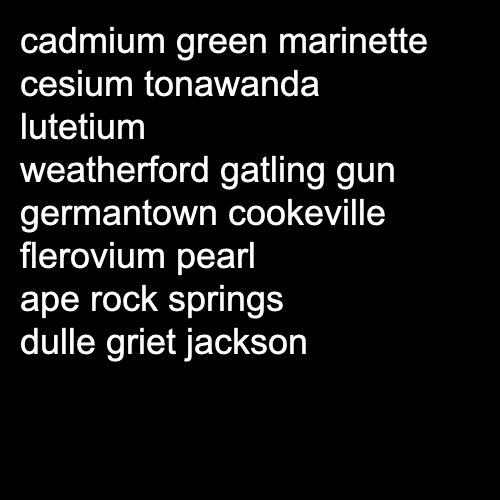 cadmium green marinette
cesium tonawanda
lutetium
weatherford gatling gun
germantown cookeville
flerovium pearl
ape rock springs
dulle griet jackson